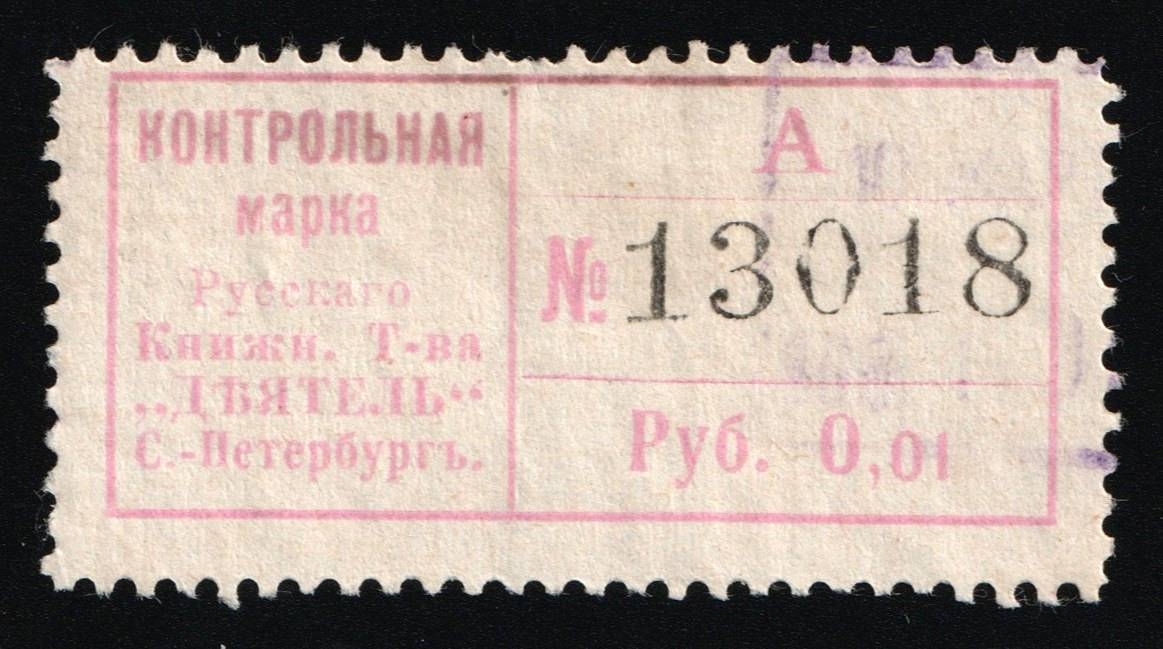 КОНТРОЛЬНАЯ
марка
Русскаго
Книжн. Т-ва
„ДѢЯТЕЛЬ“
С.-Петербургъ.
А
№ 13018
Руб. 0,01